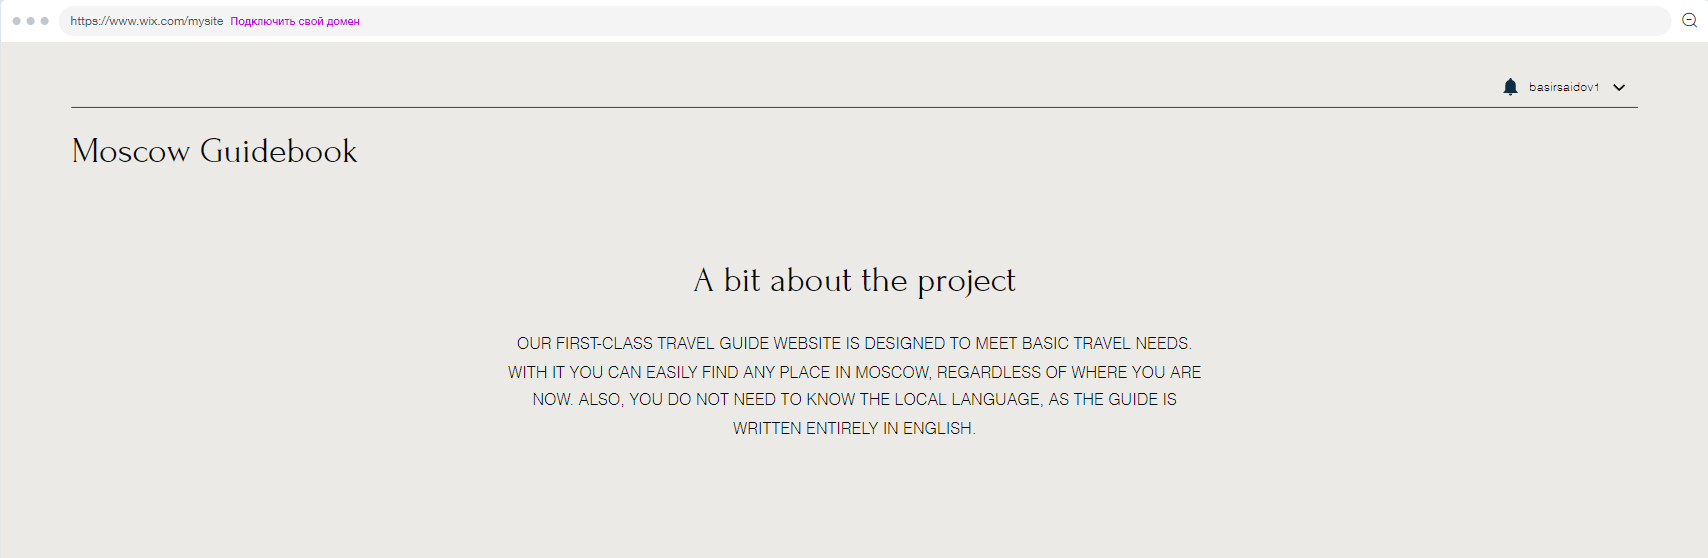 https://www.wix.com/mysite Подключить свой домен
basirsaidov1
Moscow Guidebook
A bit about the project
OUR FIRST-CLASS TRAVEL GUIDE WEBSITE IS DESIGNED TO MEET BASIC TRAVEL NEEDS.
WITH IT YOU CAN EASILY FIND ANY PLACE IN MOSCOW, REGARDLESS OF WHERE YOU ARE
NOW. ALSO, YOU DO NOT NEED TO KNOW THE LOCAL LANGUAGE, AS THE GUIDE IS
WRITTEN ENTIRELY IN ENGLISH.